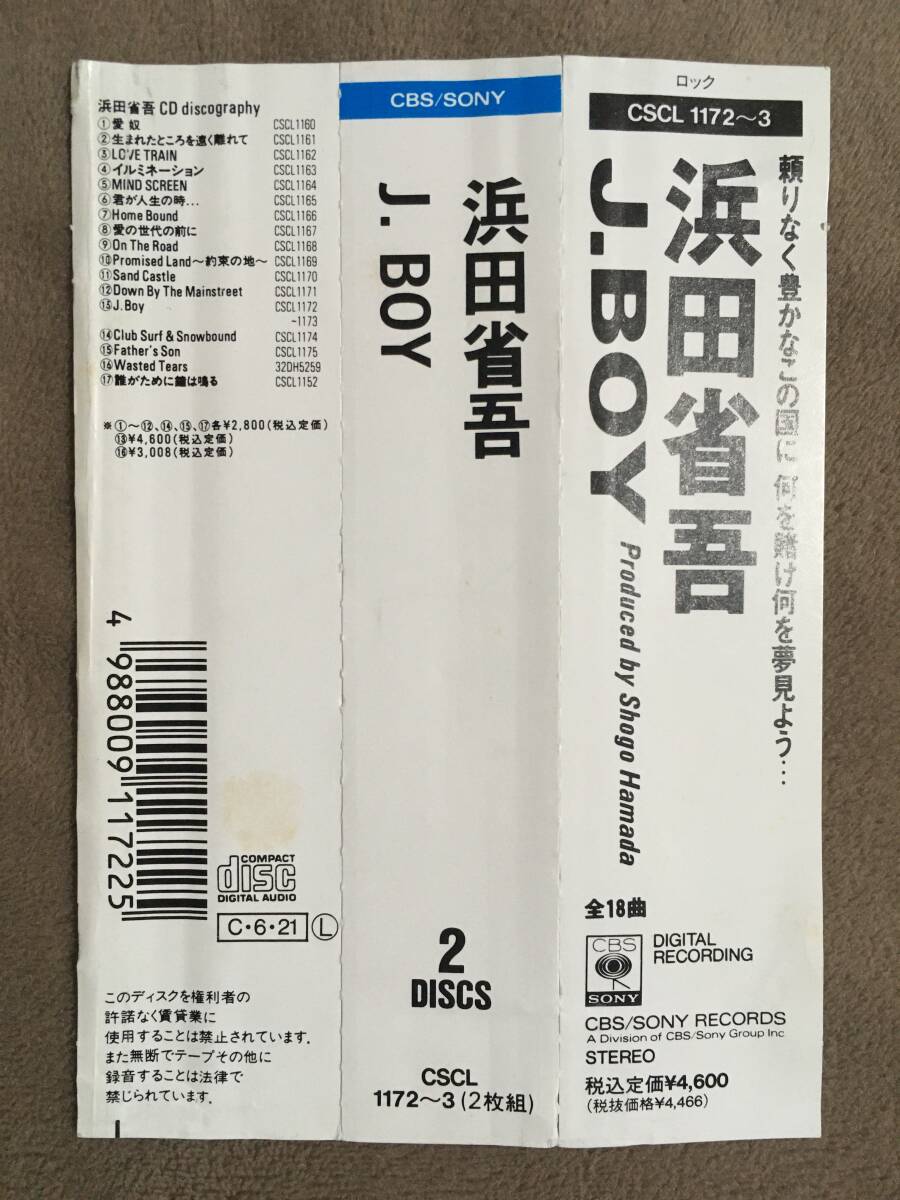 浜田省吾 CD discography
①愛奴 CSCL1160
②生まれたところを遠く離れて CSCL1161
③LOVE TRAIN CSCL1162
④イルミネーション CSCL1163
⑤MIND SCREEN CSCL1164
⑥君が人生の時… CSCL1165
⑦Home Bound CSCL1166
⑧愛の世代の前に CSCL1167
⑨On The Road CSCL1168
⑩Promised Land〜約束の地〜 CSCL1169
⑪Sand Castle CSCL1170
⑫Down By The Mainstreet CSCL1171
⑬J.Boy CSCL1172
-1173
⑭Club Surf & Snowbound CSCL1174
⑮Father's Son CSCL1175
⑯Wasted Tears 32DH5259
⑰誰がために鐘は鳴る CSCL1152
※①〜⑫、⑭、⑮、⑰各¥2,800(税込定価)
⑬¥4,600(税込定価)
⑯¥3,008(税込定価)
4 988009 117225
COMPACT
disc
DIGITAL AUDIO
C・6・21 L
このディスクを権利者の
許諾なく賃貸業に
使用することは禁止されています。
また無断でテープその他に
録音することは法律で
禁じられています。
CBS/SONY
浜田省吾
J. BOY
2
DISCS
CSCL
1172〜3(2枚組)
ロック
CSCL 1172〜3
頼りなく豊かなこの国に 何を賭け何を夢見よう…
浜田省吾
J.BOY
Produced by Shogo Hamada
全18曲
CBS
SONY
DIGITAL
RECORDING
CBS/SONY RECORDS
A Division of CBS/Sony Group Inc.
STEREO
税込定価¥4,600
(税抜価格¥4,466)